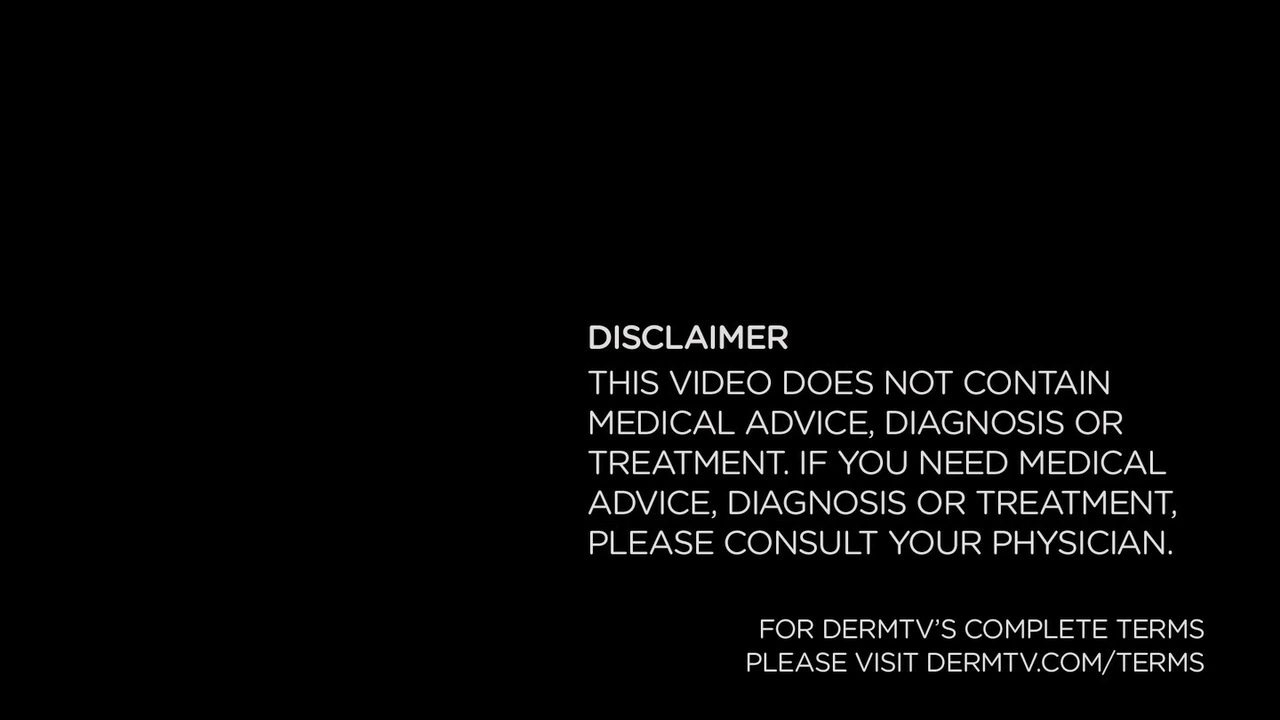 DISCLAIMER
THIS VIDEO DOES NOT CONTAIN
MEDICAL ADVICE, DIAGNOSIS OR
TREATMENT. IF YOU NEED MEDICAL
ADVICE, DIAGNOSIS OR TREATMENT,
PLEASE CONSULT YOUR PHYSICIAN.
FOR DERMTV’S COMPLETE TERMS
PLEASE VISIT DERMTV.COM/TERMS